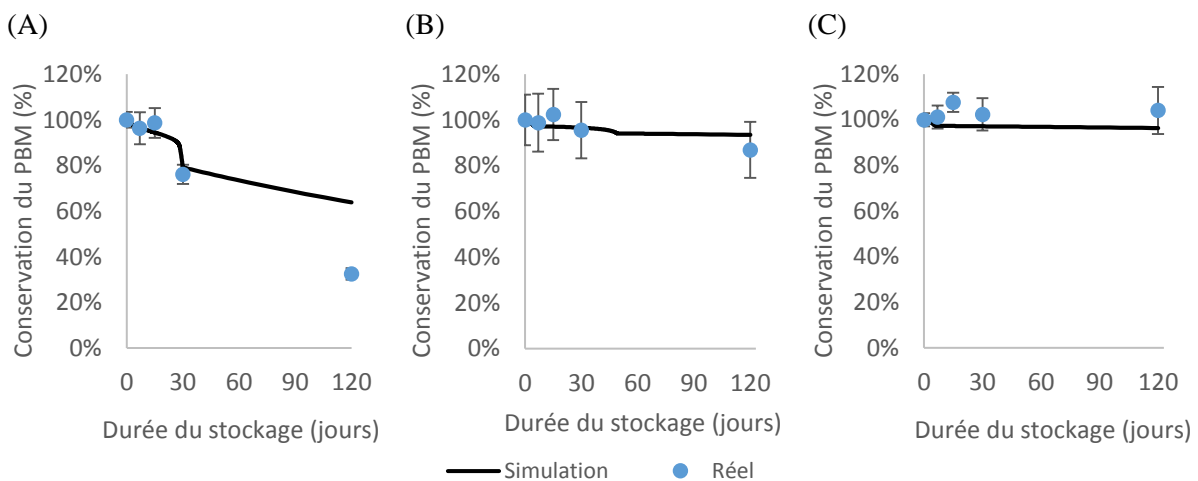 (A)
(B)
(C)
Conservation du PBM (%)
120%
100%
80%
60%
40%
20%
0%
0 30 60 90 120
Durée du stockage (jours)
Conservation du PBM (%)
120%
100%
80%
60%
40%
20%
0%
0 30 60 90 120
Durée du stockage (jours)
Conservation du PBM (%)
120%
100%
80%
60%
40%
20%
0%
0 30 60 90 120
Durée du stockage (jours)
Simulation
Réel